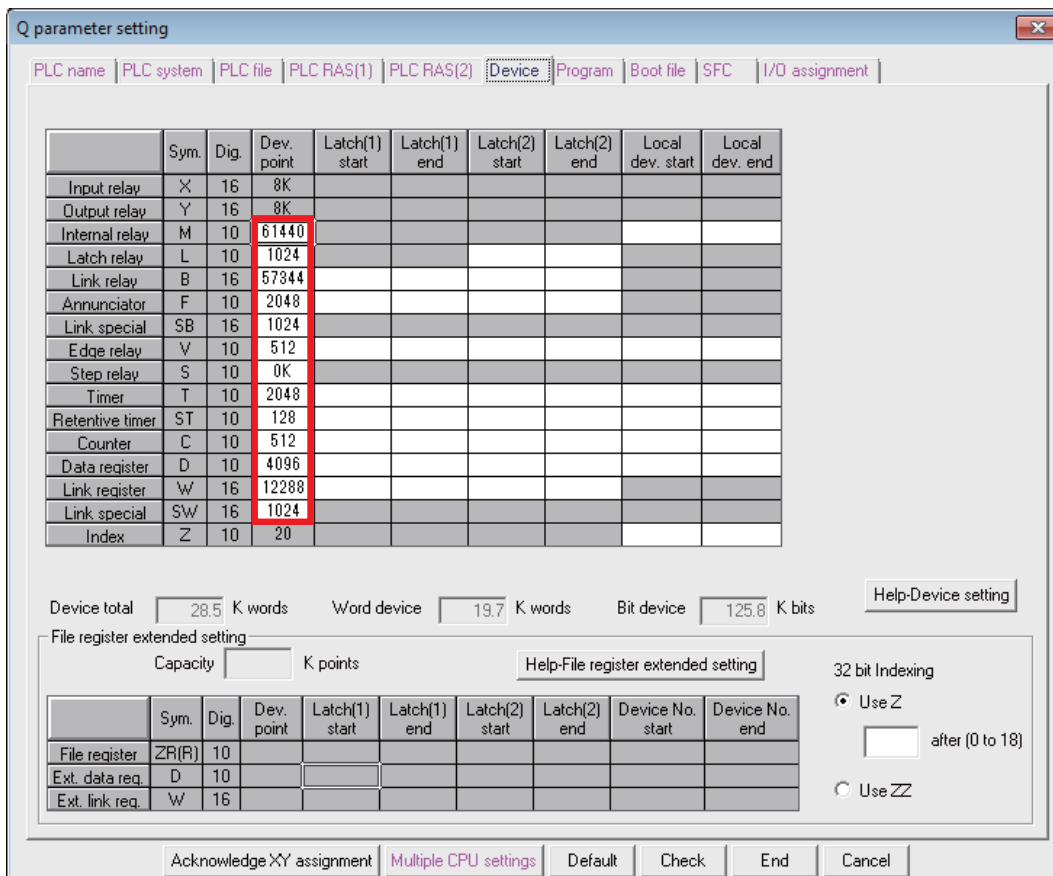 Q parameter setting
PLC name PLC system PLC file PLC RAS(1) PLC RAS(2) Device Program Boot file SFC I/O assignment
Sym. Dig. Dev. point Latch(1) start Latch(1) end Latch(2) start Latch(2) end Local dev. start Local dev. end
Input relay X 16 8K
Output relay Y 16 8K
Internal relay M 10 61440
Latch relay L 10 1024
Link relay B 16 57344
Annunciator F 10 2048
Link special SB 16 1024
Edge relay V 10 512
Step relay S 10 0K
Timer T 10 2048
Retentive timer ST 10 128
Counter C 10 512
Data register D 10 4096
Link register W 16 12288
Link special SW 16 1024
Index Z 10 20
Help-Device setting
Device total 28.5 K words Word device 19.7 K words Bit device 125.8 K bits
File register extended setting
Capacity K points Help-File register extended setting
32 bit Indexing
Use Z
after (0 to 18)
Use ZZ
Sym. Dig. Dev. point Latch(1) start Latch(1) end Latch(2) start Latch(2) end Device No. start Device No. end
File register ZR(R) 10
Ext. data reg. D 10
Ext. link reg. W 16
Acknowledge XY assignment Multiple CPU settings Default Check End Cancel